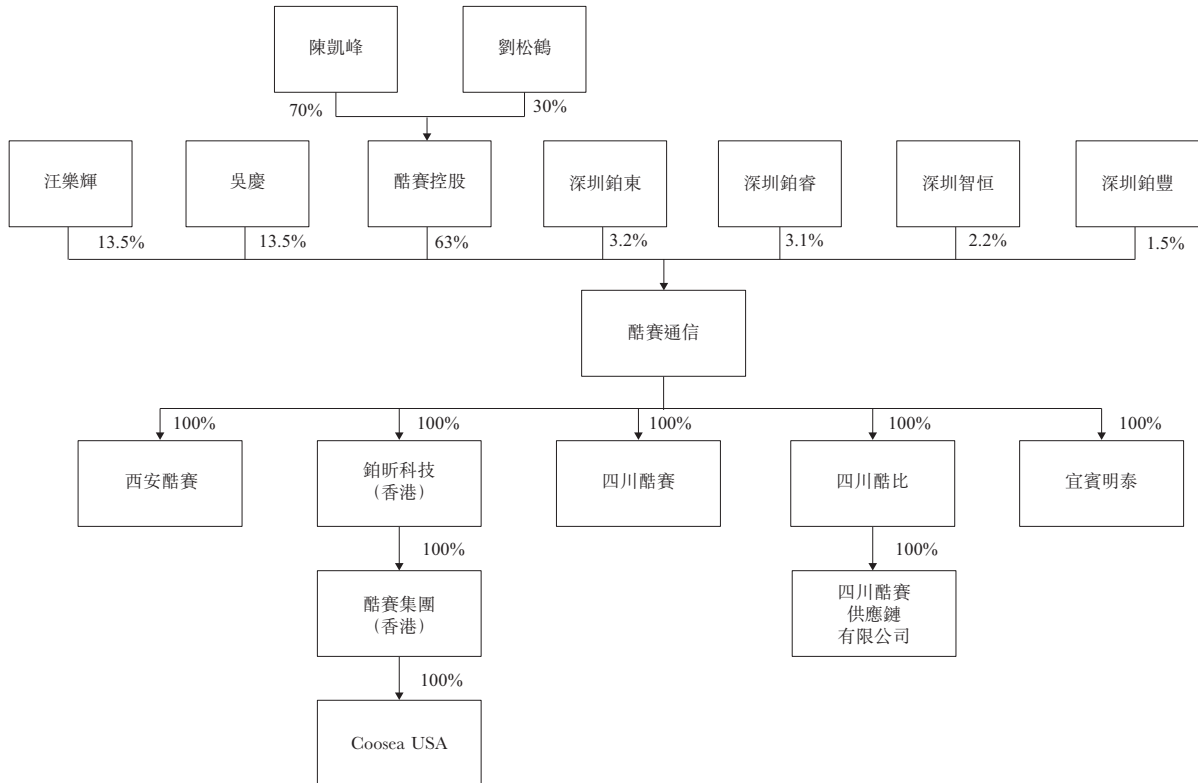 陳凱峰
劉松鶴
70%
30%
汪樂輝
吳慶
酷賽控股
深圳鉑東
深圳鉑睿
深圳智恒
深圳鉑豐
13.5%
13.5%
63%
3.2%
3.1%
2.2%
1.5%
酷賽通信
100%
100%
100%
100%
100%
西安酷賽
鉑昕科技
(香港)
四川酷賽
四川酷比
宜賓明泰
100%
100%
酷賽集團
(香港)
四川酷賽
供應鏈
有限公司
100%
Coosea USA